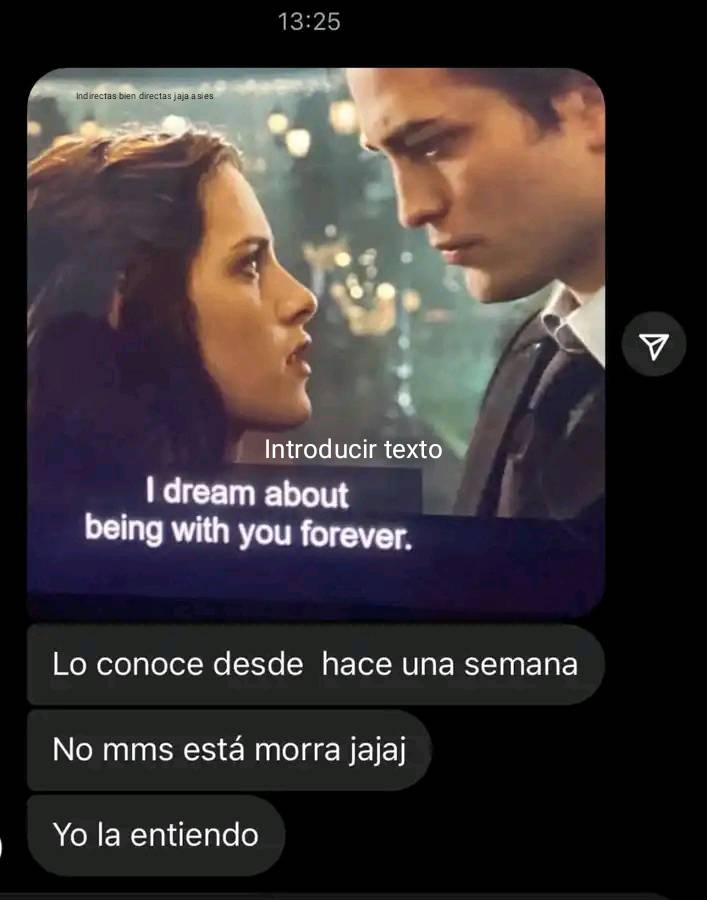 13:25
Indirectas bien directas jaja asies
Introducir texto
I dream about
being with you forever.
Lo conoce desde  hace una semana
No mms está morra jajaj
Yo la entiendo